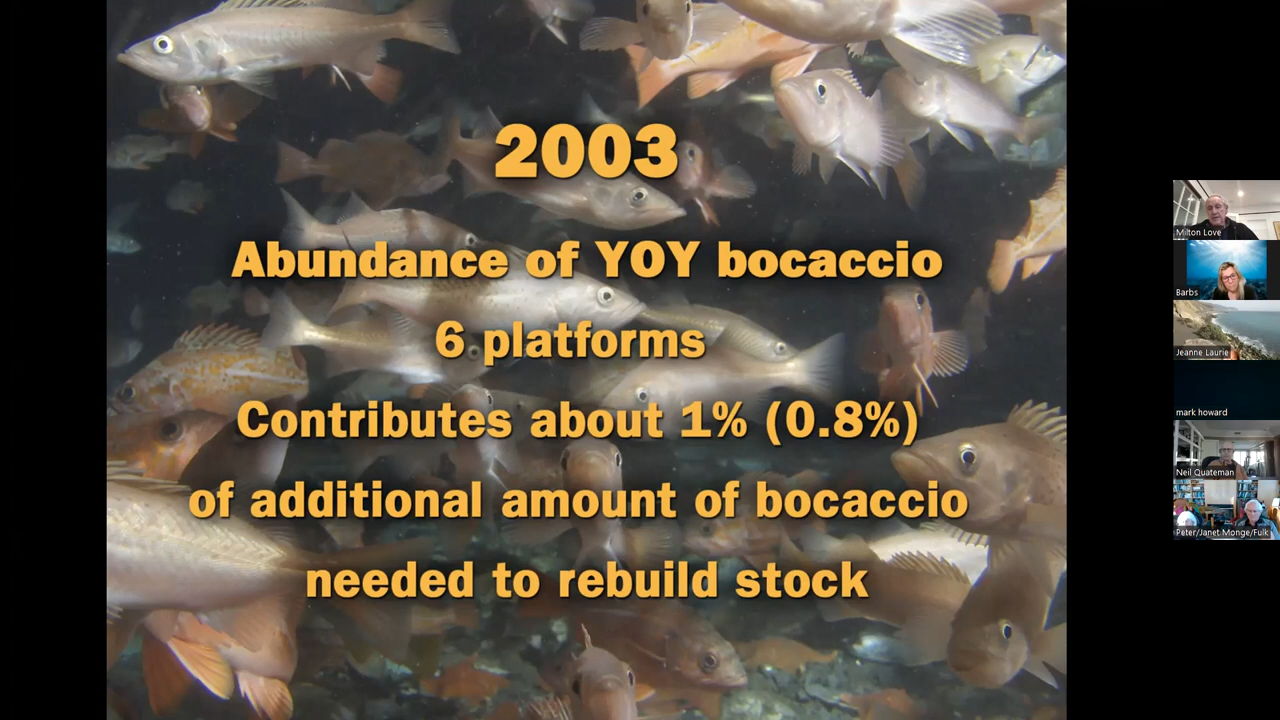 2003
Abundance of YOY bocaccio
6 platforms
Contributes about 1% (0.8%)
of additional amount of bocaccio
needed to rebuild stock
Milton Love
Barbs
Jeanne Laurie
mark howard
Neil Quateman
Peter/Janet Monge/Fulk